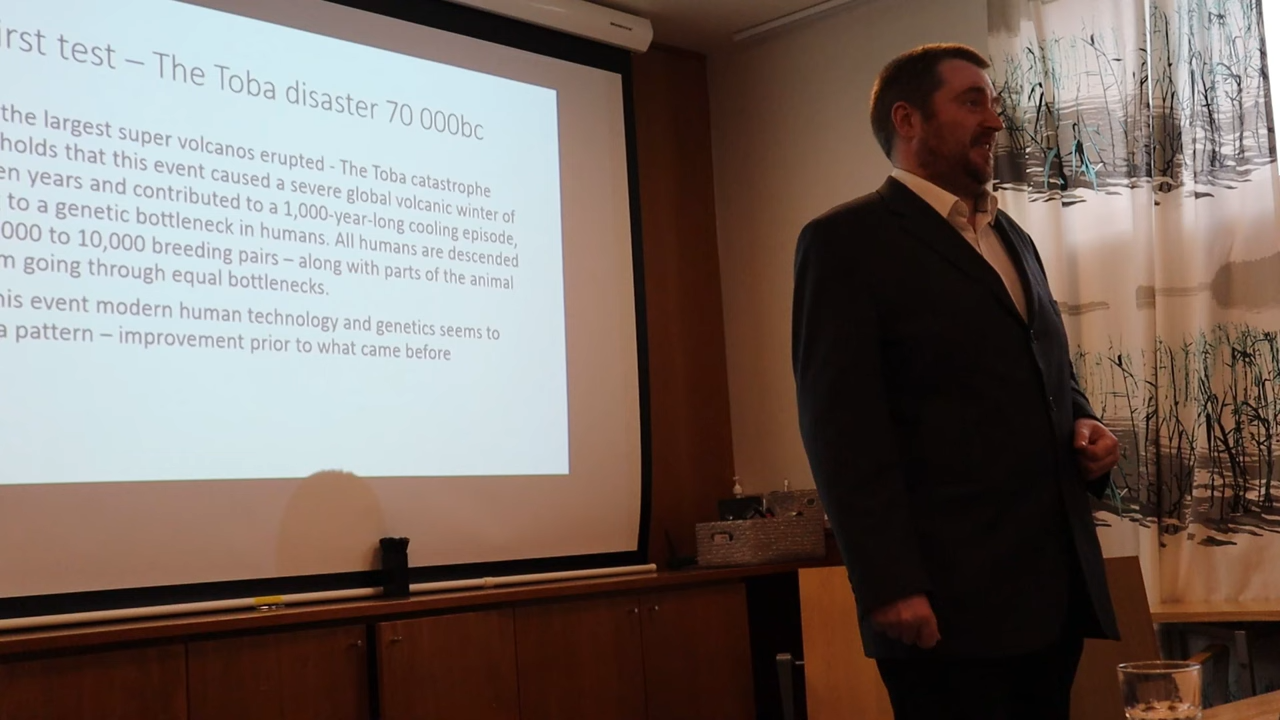 irst test – The Toba disaster 70 000bc
the largest super volcanos erupted - The Toba catastrophe
holds that this event caused a severe global volcanic winter of
en years and contributed to a 1,000-year-long cooling episode,
to a genetic bottleneck in humans. All humans are descended
000 to 10,000 breeding pairs – along with parts of the animal
m going through equal bottlenecks.
his event modern human technology and genetics seems to
a pattern – improvement prior to what came before